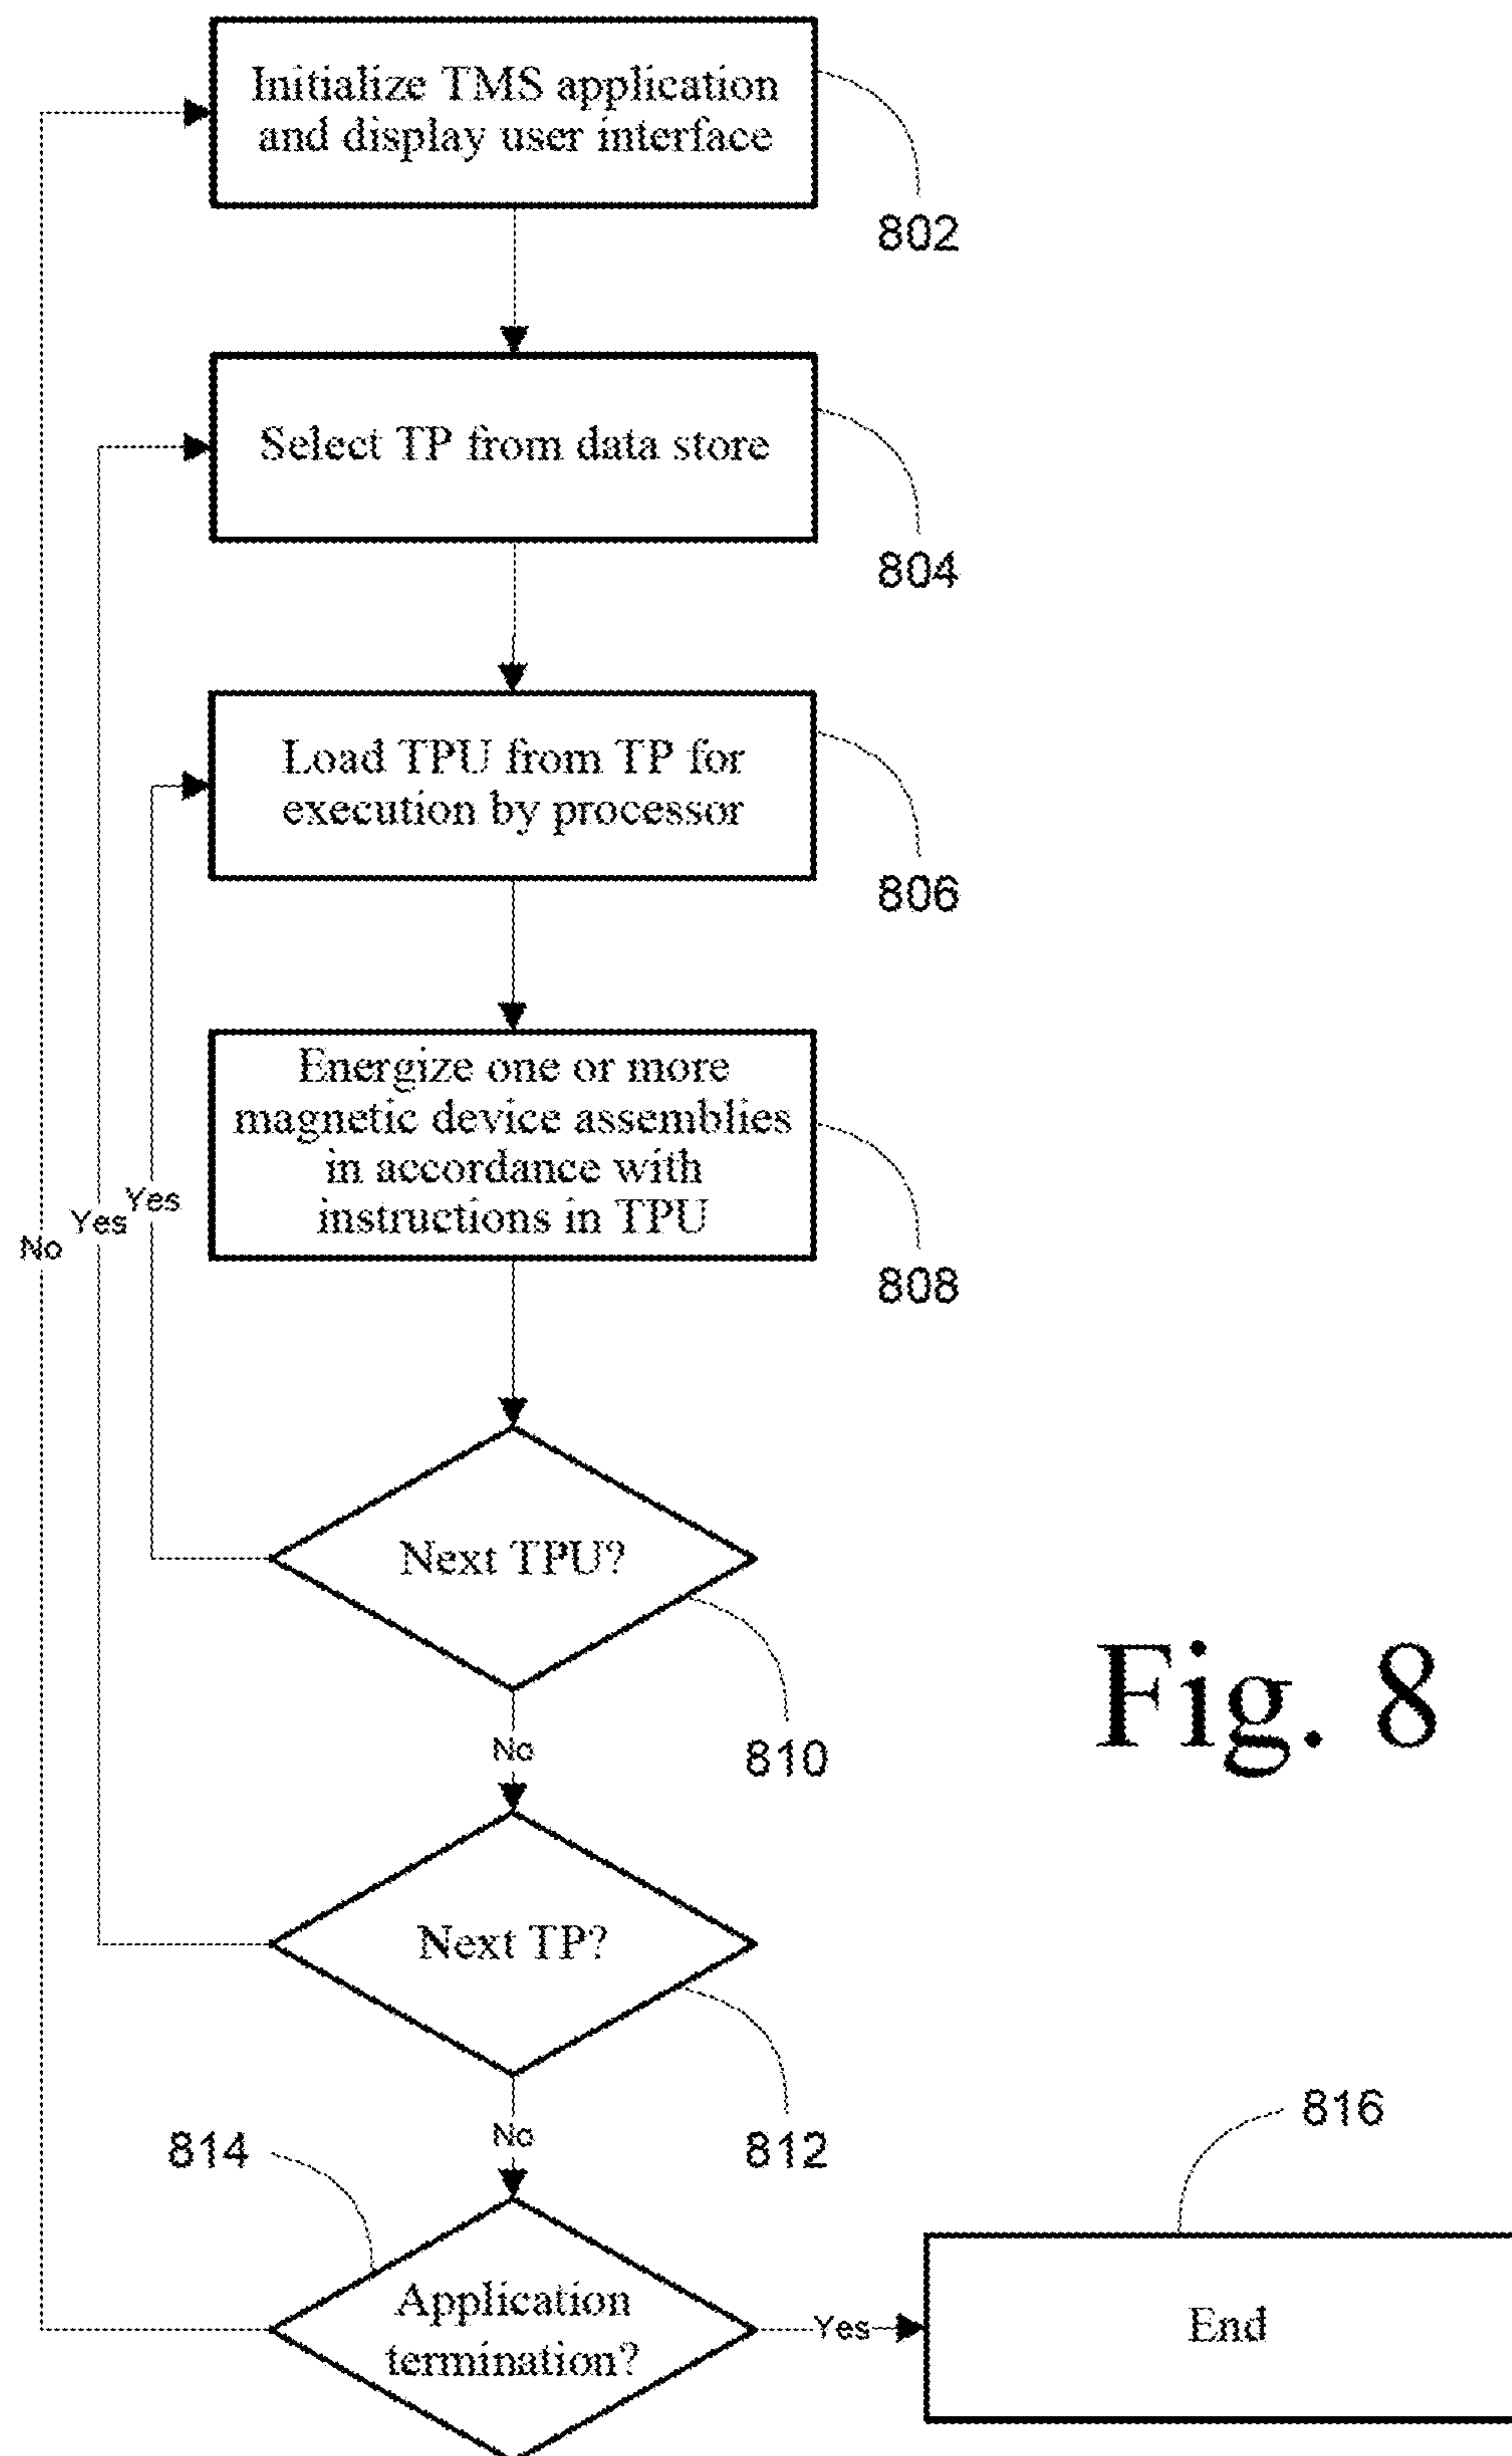 Initialize TMS application
and display user interface
802
Select TP from data store
804
Load TPU from TP for
execution by processor
806
Energize one or more
magnetic device assemblies
in accordance with
instructions in TPU
808
Yes
Yes
No
Next TPU?
810
No
Fig. 8
Next TP?
812
No
814
816
Application
termination?
Yes
End